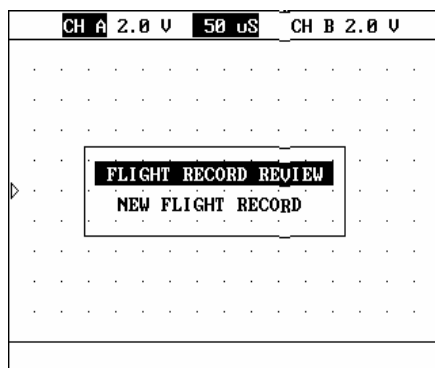 CH A 2.0 V 50 uS CH B 2.0 V
FLIGHT RECORD REVIEW
NEW FLIGHT RECORD